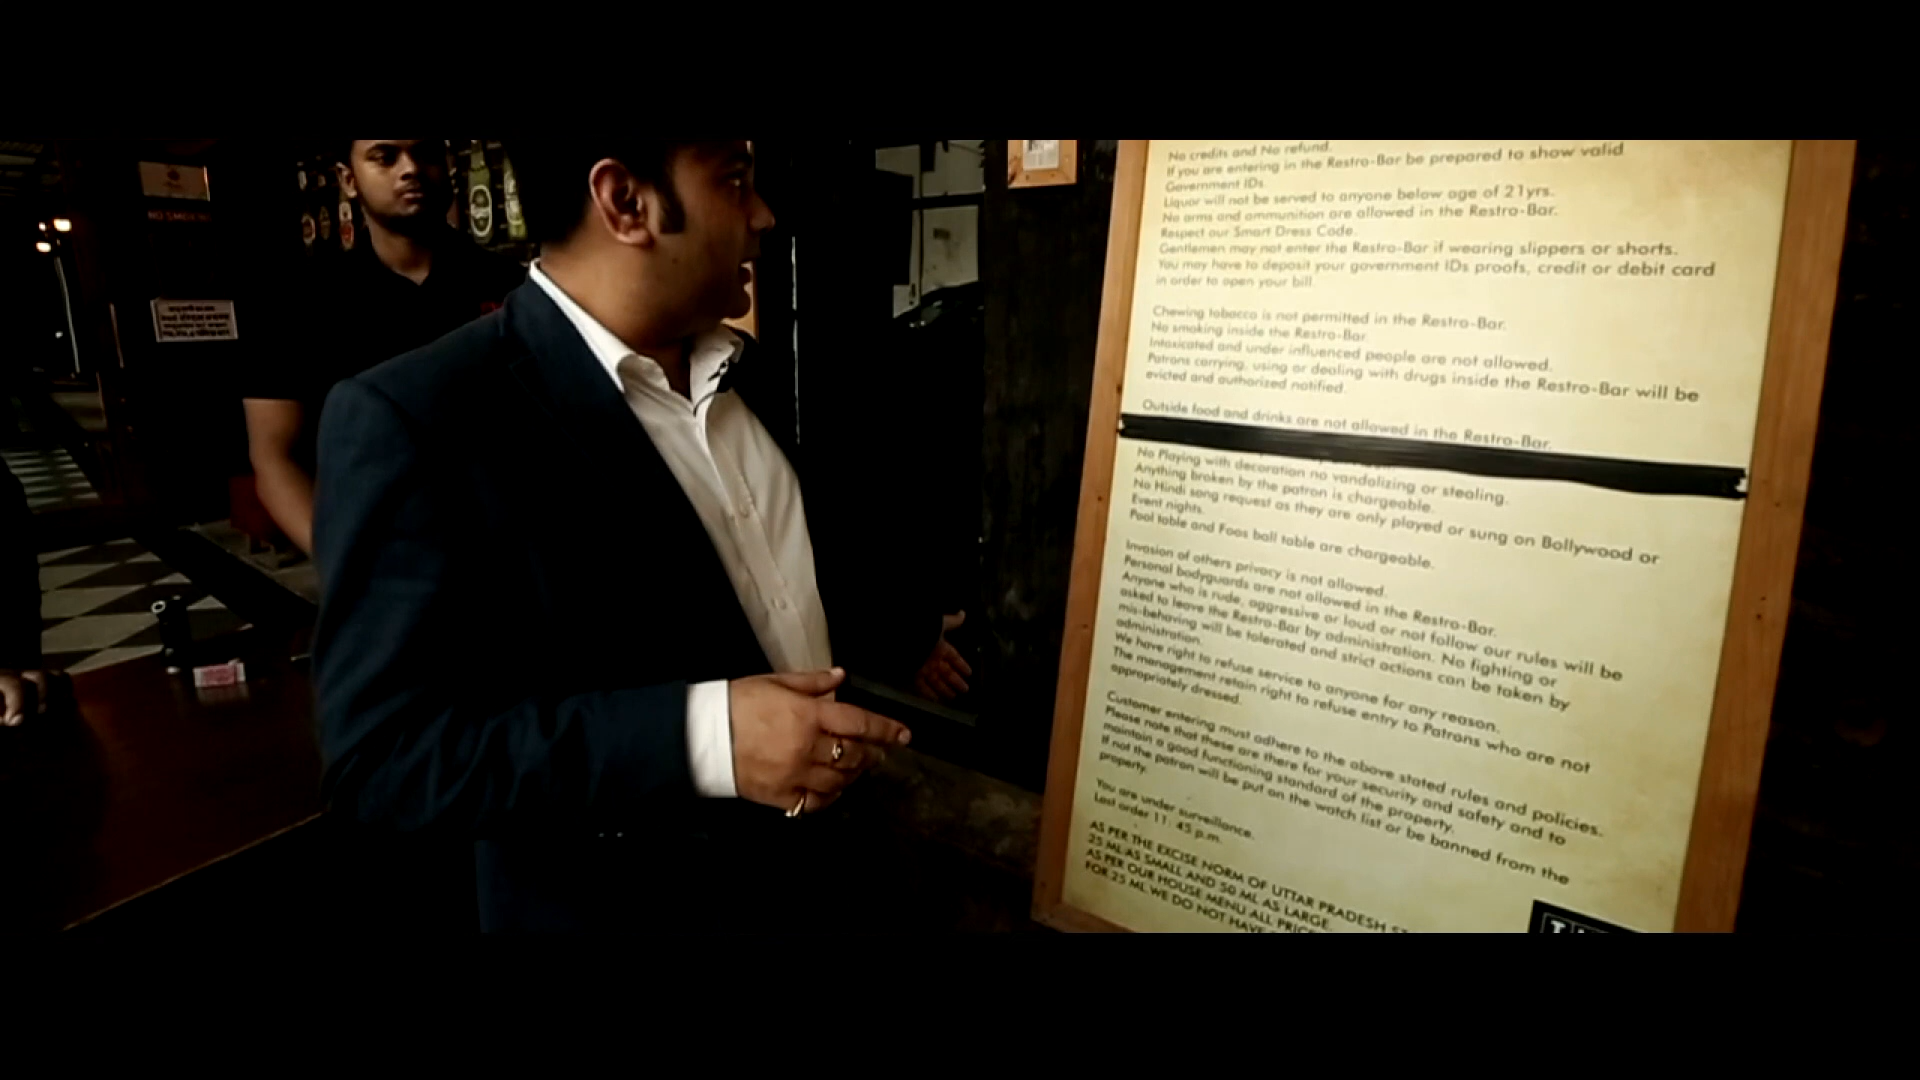 No credits and No refund.
If you are entering in the Restro-Bar be prepared to show valid
Government IDs.
Liquor will not be served to anyone below age of 21yrs.
No arms and ammunition are allowed in the Restro-Bar.
Respect our Smart Dress Code.
Gentlemen may not enter the Restro-Bar if wearing slippers or shorts.
You may have to deposit your government IDs proofs, credit or debit card
in order to open your bill.
Chewing tobacco is not permitted in the Restro-Bar.
No smoking inside the Restro-Bar.
Intoxicated and under influenced people are not allowed.
Patrons carrying, using or dealing with drugs inside the Restro-Bar will be
evicted and authorized notified.
Outside food and drinks are not allowed in the Restro-Bar.
No Playing with decoration no vandalizing or stealing.
Anything broken by the patron is chargeable.
No Hindi song request as they are only played or sung on Bollywood or
Event nights.
Pool table and Foos ball table are chargeable.
Invasion of others privacy is not allowed.
Personal bodyguards are not allowed in the Restro-Bar.
Anyone who is rude, aggressive or loud or not follow our rules will be
asked to leave the Restro-Bar by administration. No fighting or
mis-behaving will be tolerated and strict actions can be taken by
administration.
We have right to refuse service to anyone for any reason.
The management retain right to refuse entry to Patrons who are not
appropriately dressed.
Customer entering must adhere to the above stated rules and policies.
Please note that these are there for your security and safety and to
maintain a good functioning standard of the property.
If not the patron will be put on the watch list or be banned from the
property.
You are under surveillance.
Last order 11: 45 p.m.
AS PER THE EXCISE NORM OF UTTAR PRADESH
25 ML AS SMALL AND 50 ML AS LARGE.
AS PER OUR HOUSE MENU ALL
FOR 25 ML WE DO NOT HAVE
NO SMOKING